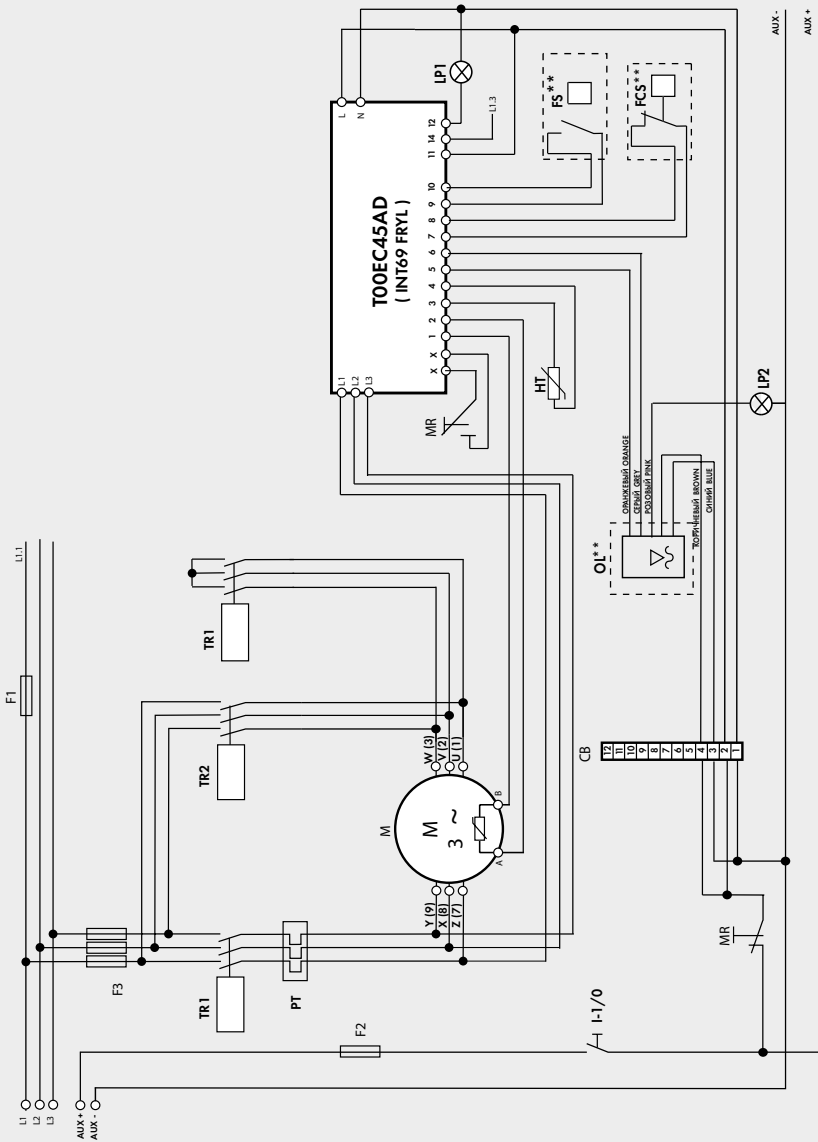 AUX -
AUX +
LP1
L
N
L1.3
12
14
11
10
9
8
7
6
5
4
3
2
1
X
X
T00EC45AD
( INT69 FRYL )
L1
L2
L3
FS**
FCS**
MR
HT
LP2
ОРАНЖЕВЫЙ ORANGE
СЕРЫЙ GREY
РОЗОВЫЙ PINK
КОРИЧНЕВЫЙ BROWN
СИНИЙ BLUE
OL**
L1.1
F1
TR1
TR2
W (3)
V (2)
U (1)
M
M
3 ~
A
B
Y (9)
X (8)
Z (7)
F3
TR1
PT
CB
12
11
10
9
8
7
6
5
4
3
2
1
MR
I-1/0
F2
L1
L2
L3
AUX +
AUX -